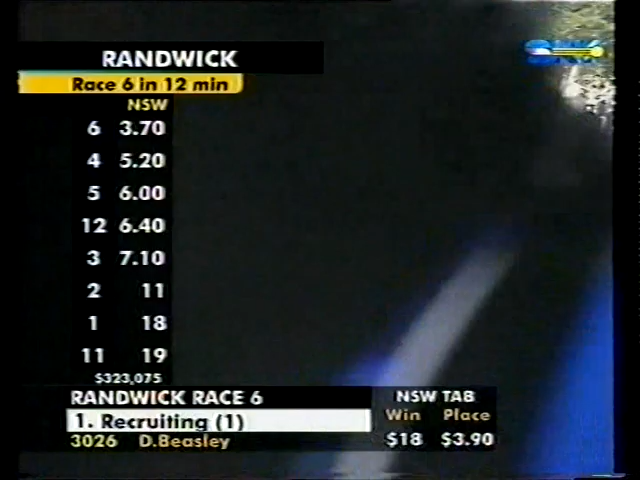 RANDWICK
SKY
Race 6 in 12 min
NSW
6 3.70
4 5.20
5 6.00
12 6.40
3 7.10
2 11
1 18
11 19
$323,075
RANDWICK RACE 6 NSW TAB
1. Recruiting (1) Win Place
3026 D.Beasley $18 $3.90